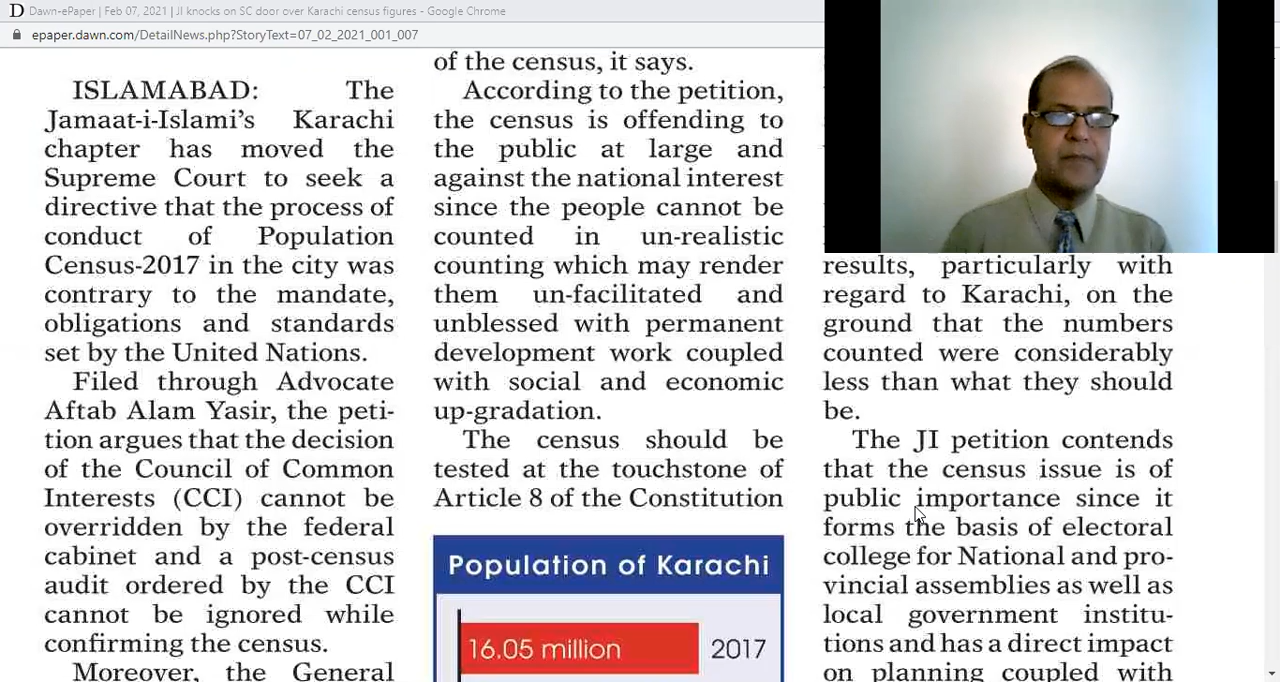 Dawn-ePaper | Feb 07, 2021 | JI knocks on SC door over Karachi census figures - Google Chrome
epaper.dawn.com/DetailNews.php?StoryText=07_02_2021_001_007
ISLAMABAD: The
Jamaat-i-Islami’s Karachi
chapter has moved the
Supreme Court to seek a
directive that the process of
conduct of Population
Census-2017 in the city was
contrary to the mandate,
obligations and standards
set by the United Nations.
Filed through Advocate
Aftab Alam Yasir, the peti-
tion argues that the decision
of the Council of Common
Interests (CCI) cannot be
overridden by the federal
cabinet and a post-census
audit ordered by the CCI
cannot be ignored while
confirming the census.
Moreover, the General
of the census, it says.
According to the petition,
the census is offending to
the public at large and
against the national interest
since the people cannot be
counted in un-realistic
counting which may render
them un-facilitated and
unblessed with permanent
development work coupled
with social and economic
up-gradation.
The census should be
tested at the touchstone of
Article 8 of the Constitution
Population of Karachi
16.05 million 2017
results, particularly with
regard to Karachi, on the
ground that the numbers
counted were considerably
less than what they should
be.
The JI petition contends
that the census issue is of
public importance since it
forms the basis of electoral
college for National and pro-
vincial assemblies as well as
local government institu-
tions and has a direct impact
on planning coupled with